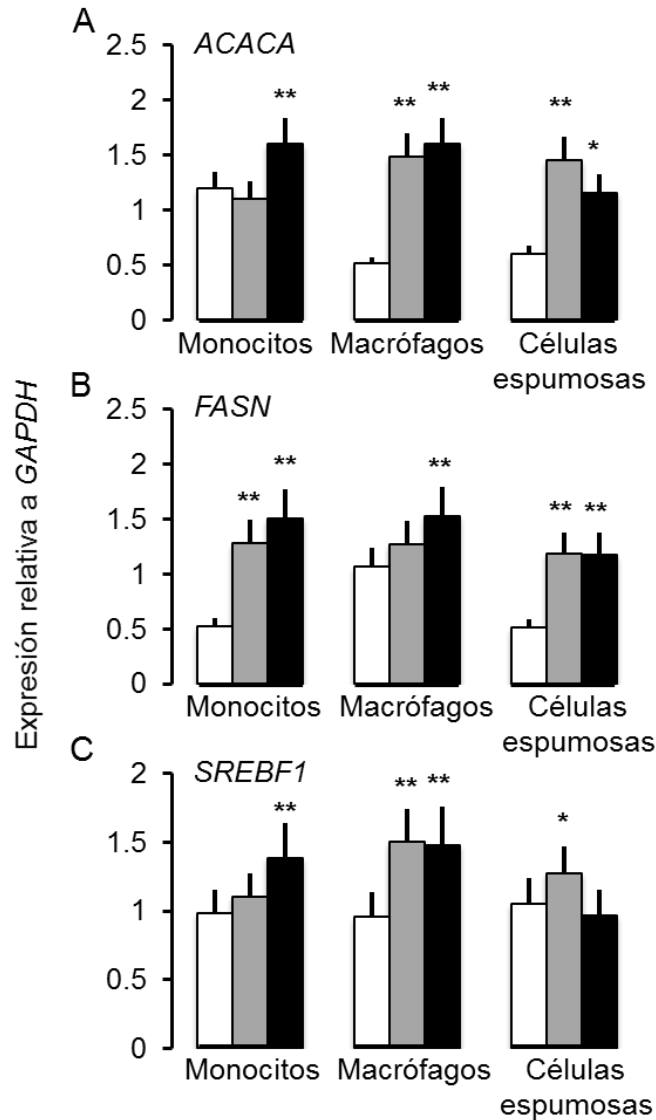 A
ACACA
2.5
2
1.5
1
0.5
0
** ** ** ** *
Monocitos Macrófagos Células
espumosas
Expresión relativa a GAPDH
B
FASN
2.5
2
1.5
1
0.5
0
** ** ** ** **
Monocitos Macrófagos Células
espumosas
C
SREBF1
2
1.5
1
0.5
0
** ** ** *
Monocitos Macrófagos Células
espumosas